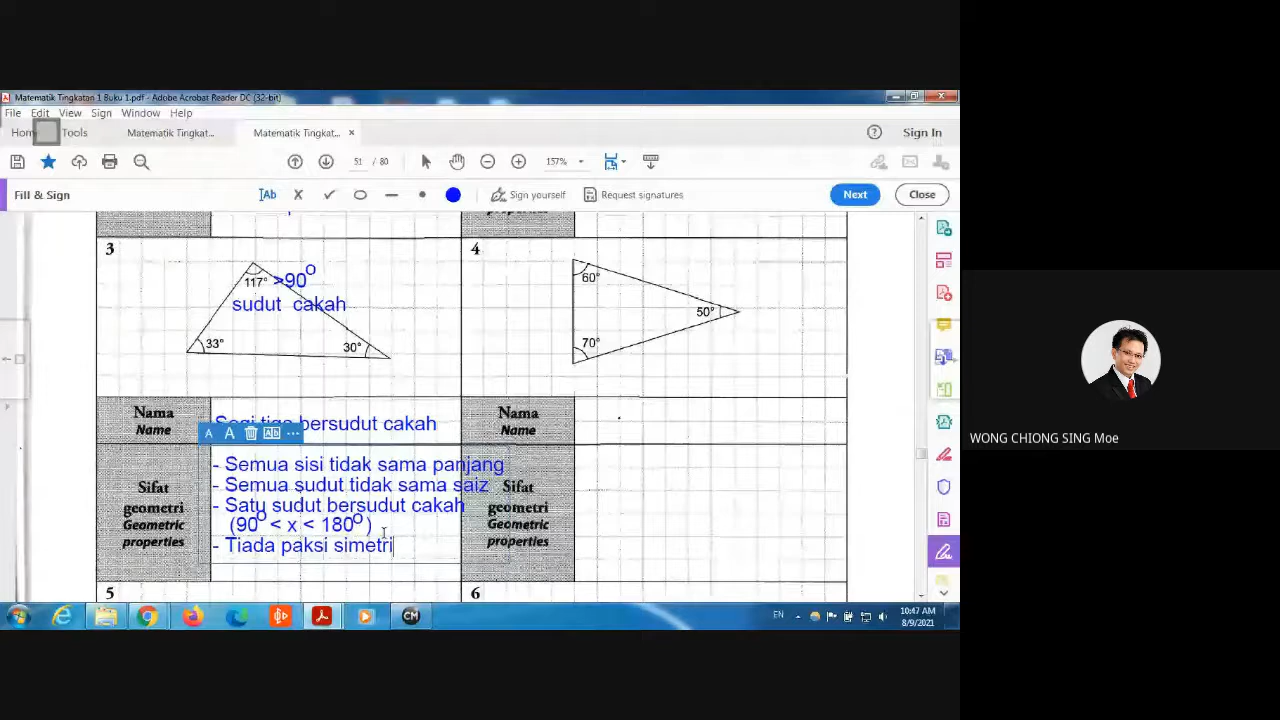 Matematik Tingkatan 1 Buku 1.pdf - Adobe Acrobat Reader DC (32-bit)
File Edit View Sign Window Help
Hom Tools Matematik Tingkat... Matematik Tingkat... × Sign In
51 / 80 157%
Fill & Sign Ab Sign yourself Request signatures Next Close
3
117° >90°
sudut cakah
33° 30°
4
60°
50°
70°
Nama
Name
Segi tiga bersudut cakah
Nama
Name
Sifat
geometri
Geometric
properties
- Semua sisi tidak sama panjang
- Semua sudut tidak sama saiz
- Satu sudut bersudut cakah
(90° < x < 180°)
- Tiada paksi simetri
Sifat
geometri
Geometric
properties
5
6
EN 10:47 AM
8/9/2021
CM
WONG CHIONG SING Moe